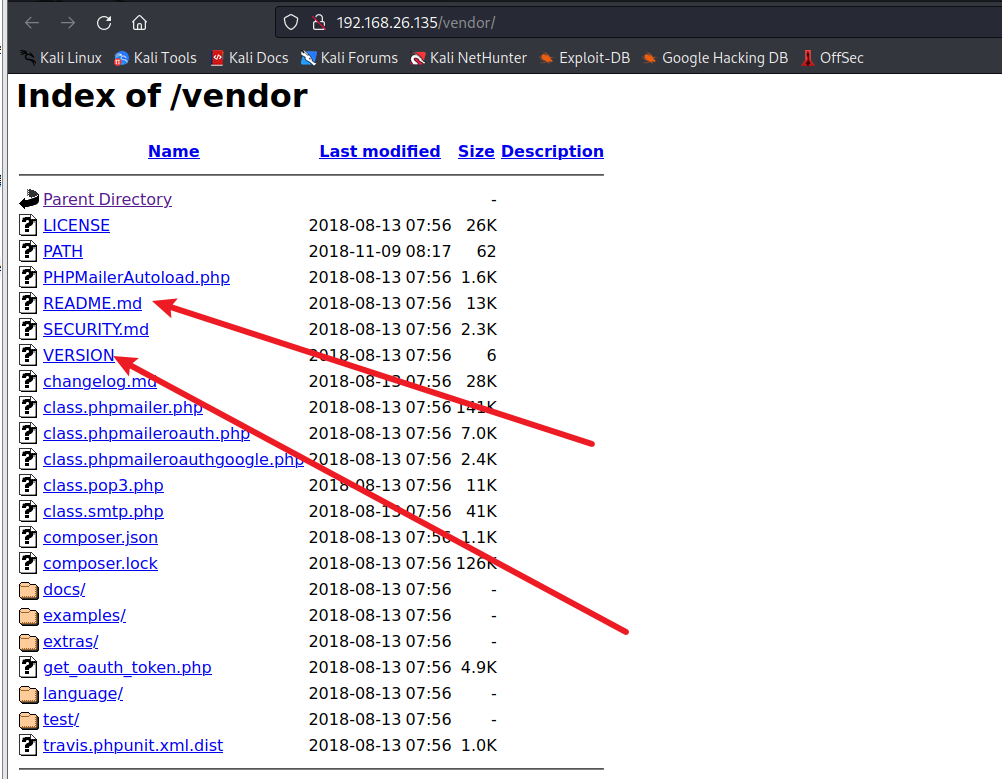 192.168.26.135/vendor/
Kali Linux Kali Tools Kali Docs Kali Forums Kali NetHunter Exploit-DB Google Hacking DB OffSec
Index of /vendor
Name Last modified Size Description
Parent Directory -
LICENSE 2018-08-13 07:56 26K
PATH 2018-11-09 08:17 62
PHPMailerAutoload.php 2018-08-13 07:56 1.6K
README.md 2018-08-13 07:56 13K
SECURITY.md 2018-08-13 07:56 2.3K
VERSION 2018-08-13 07:56 6
changelog.md 2018-08-13 07:56 28K
class.phpmailer.php 2018-08-13 07:56 141K
class.phpmaileroauth.php 2018-08-13 07:56 7.0K
class.phpmaileroauthgoogle.php 2018-08-13 07:56 2.4K
class.pop3.php 2018-08-13 07:56 11K
class.smtp.php 2018-08-13 07:56 41K
composer.json 2018-08-13 07:56 1.1K
composer.lock 2018-08-13 07:56 126K
docs/ 2018-08-13 07:56 -
examples/ 2018-08-13 07:56 -
extras/ 2018-08-13 07:56 -
get_oauth_token.php 2018-08-13 07:56 4.9K
language/ 2018-08-13 07:56 -
test/ 2018-08-13 07:56 -
travis.phpunit.xml.dist 2018-08-13 07:56 1.0K